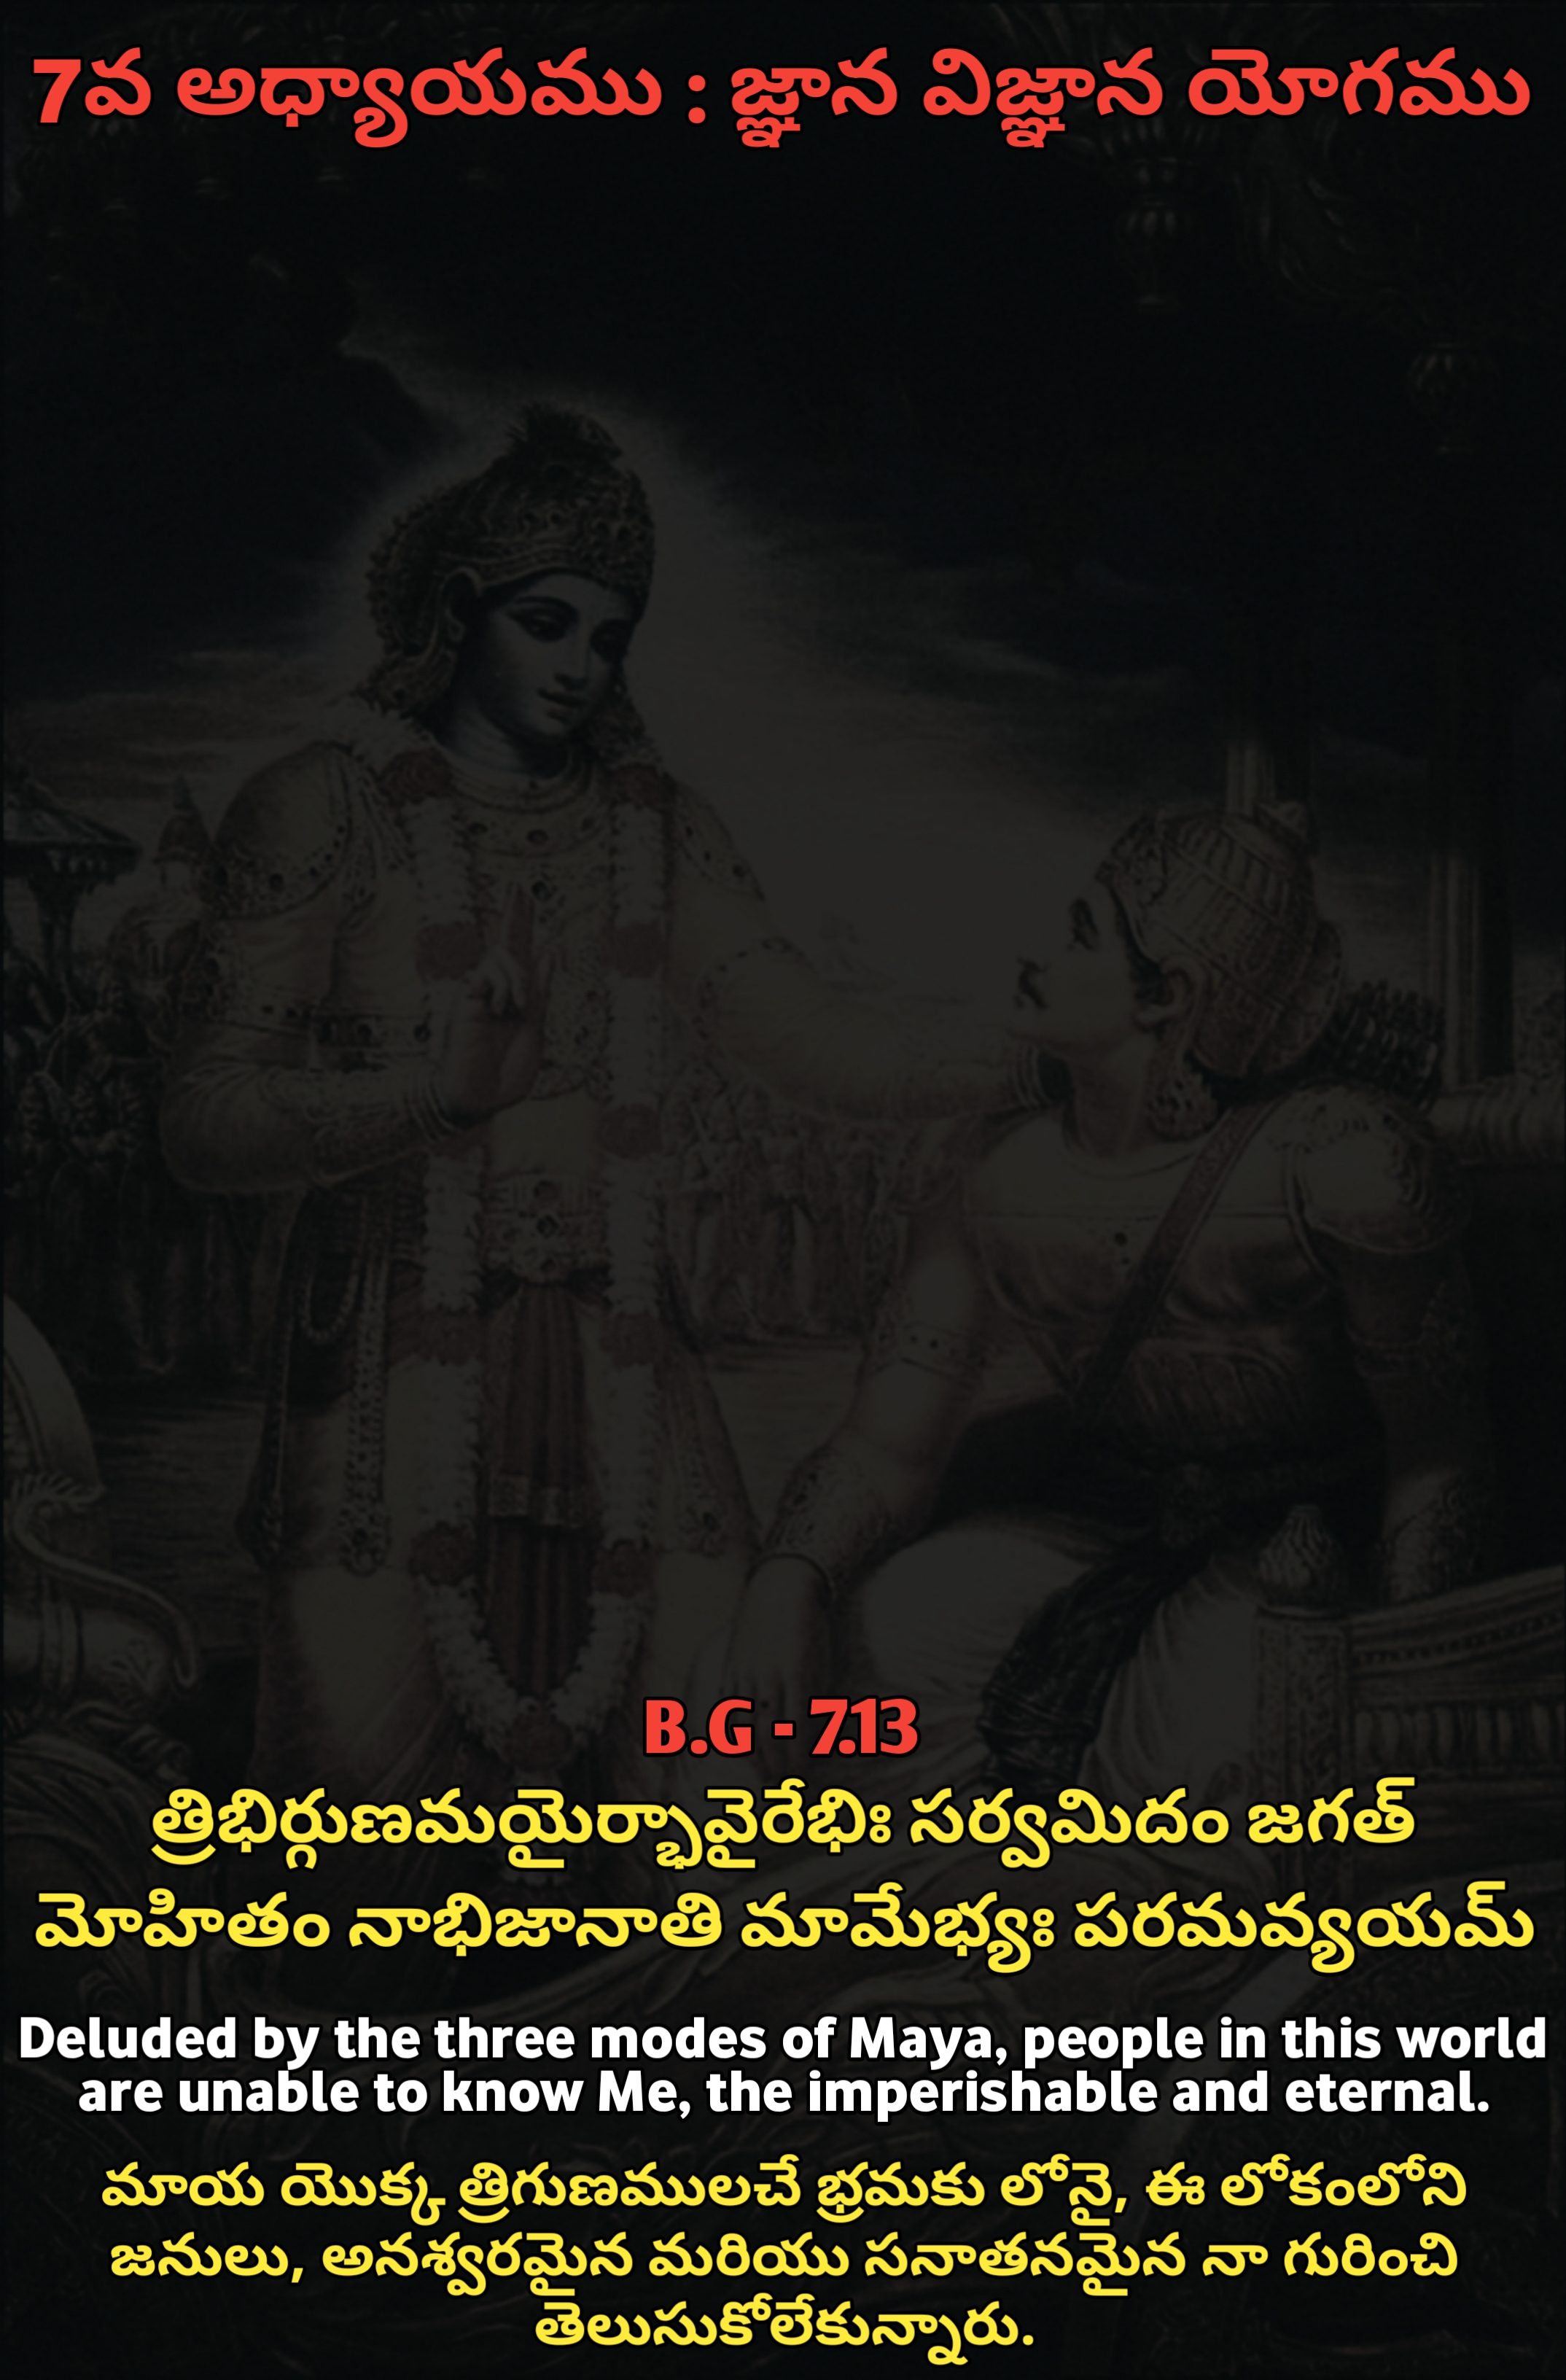 7వ అధ్యాయము : జ్ఞాన విజ్ఞాన యోగము
B.G - 7.13
త్రిభిర్గుణమయైర్భావైరేభిః సర్వమిదం జగత్
మోహితం నాభిజానాతి మామేభ్యః పరమవ్యయమ్
Deluded by the three modes of Maya, people in this world
are unable to know Me, the imperishable and eternal.
మాయ యొక్క త్రిగుణములచే భ్రమకు లోనై, ఈ లోకంలోని
జనులు, అనశ్వరమైన మరియు సనాతనమైన నా గురించి
తెలుసుకోలేకున్నారు.